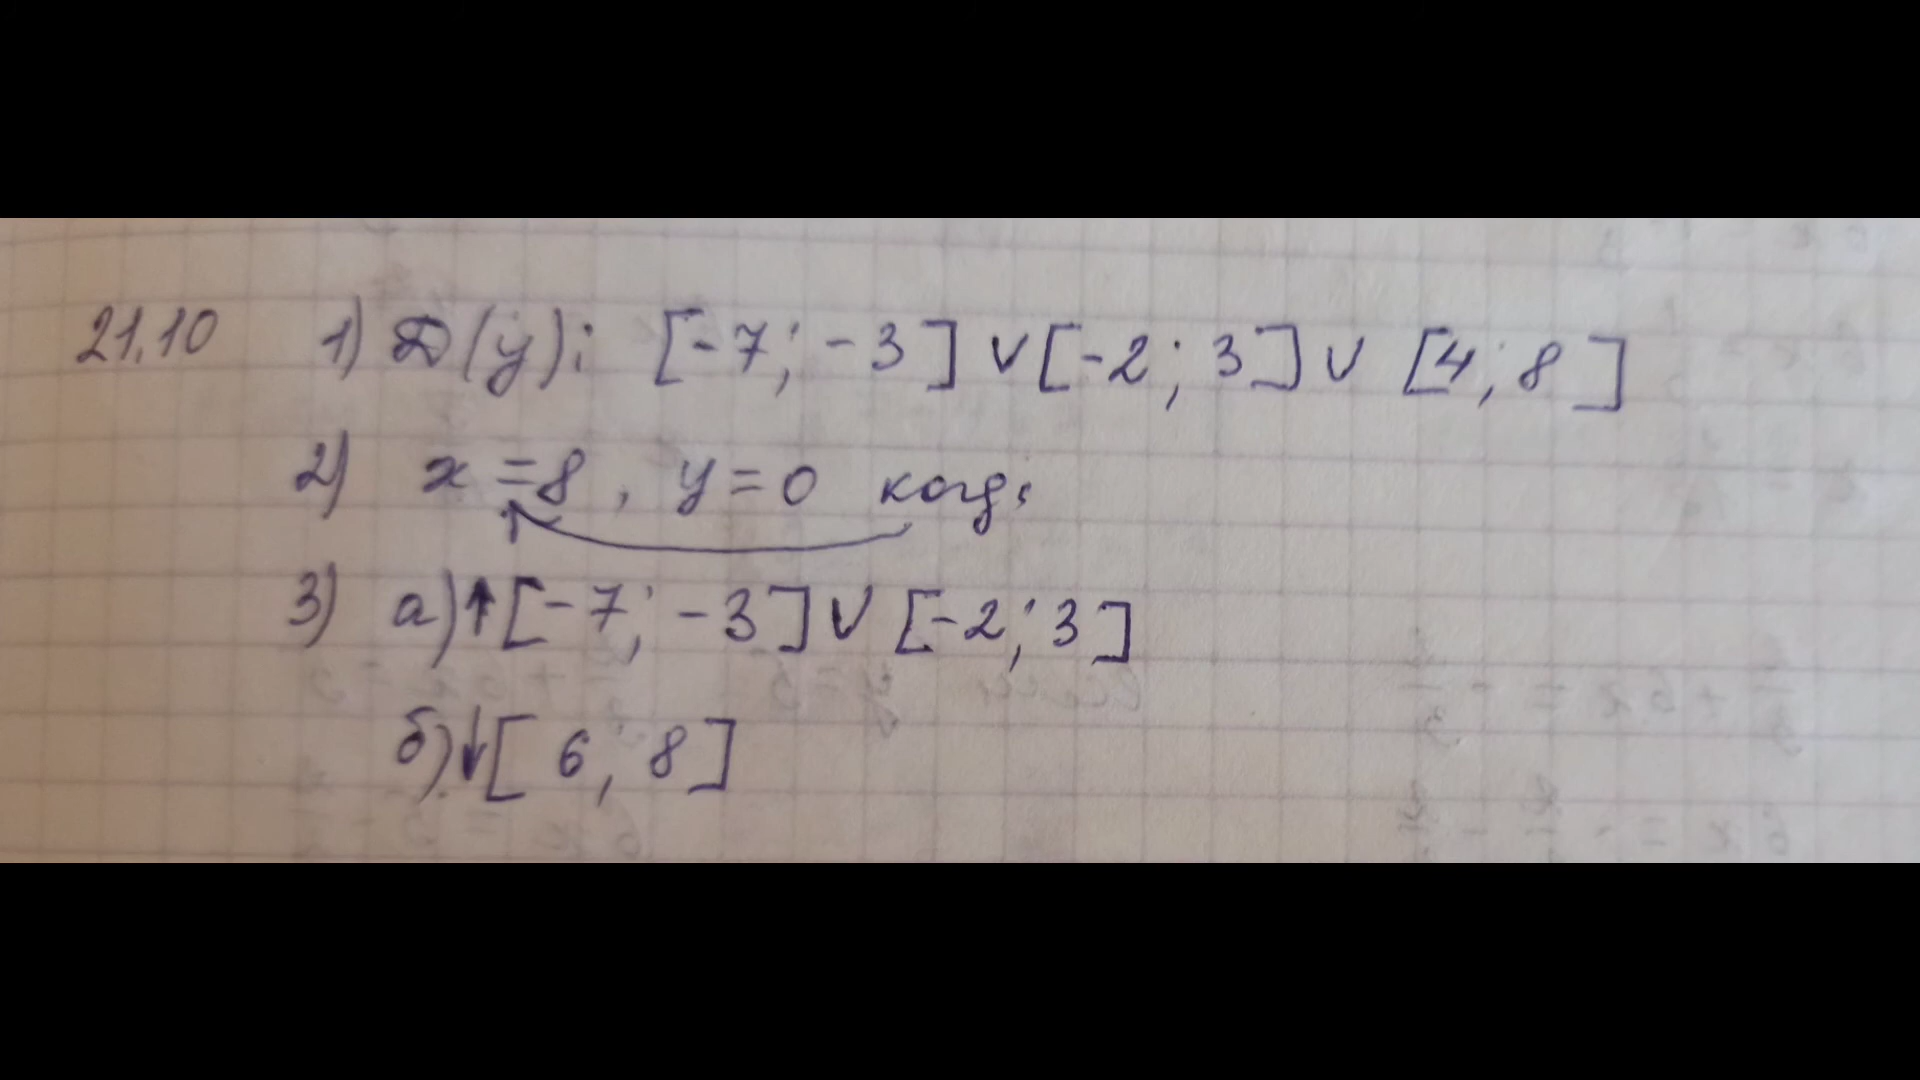 21.10 1) D(y): [-7; -3] ∨ [-2; 3] ∨ [4; 8]
2) x = 8, y = 0 когд.
3) а) ↑ [-7; -3] ∨ [-2; 3]
б) ↓ [6; 8]